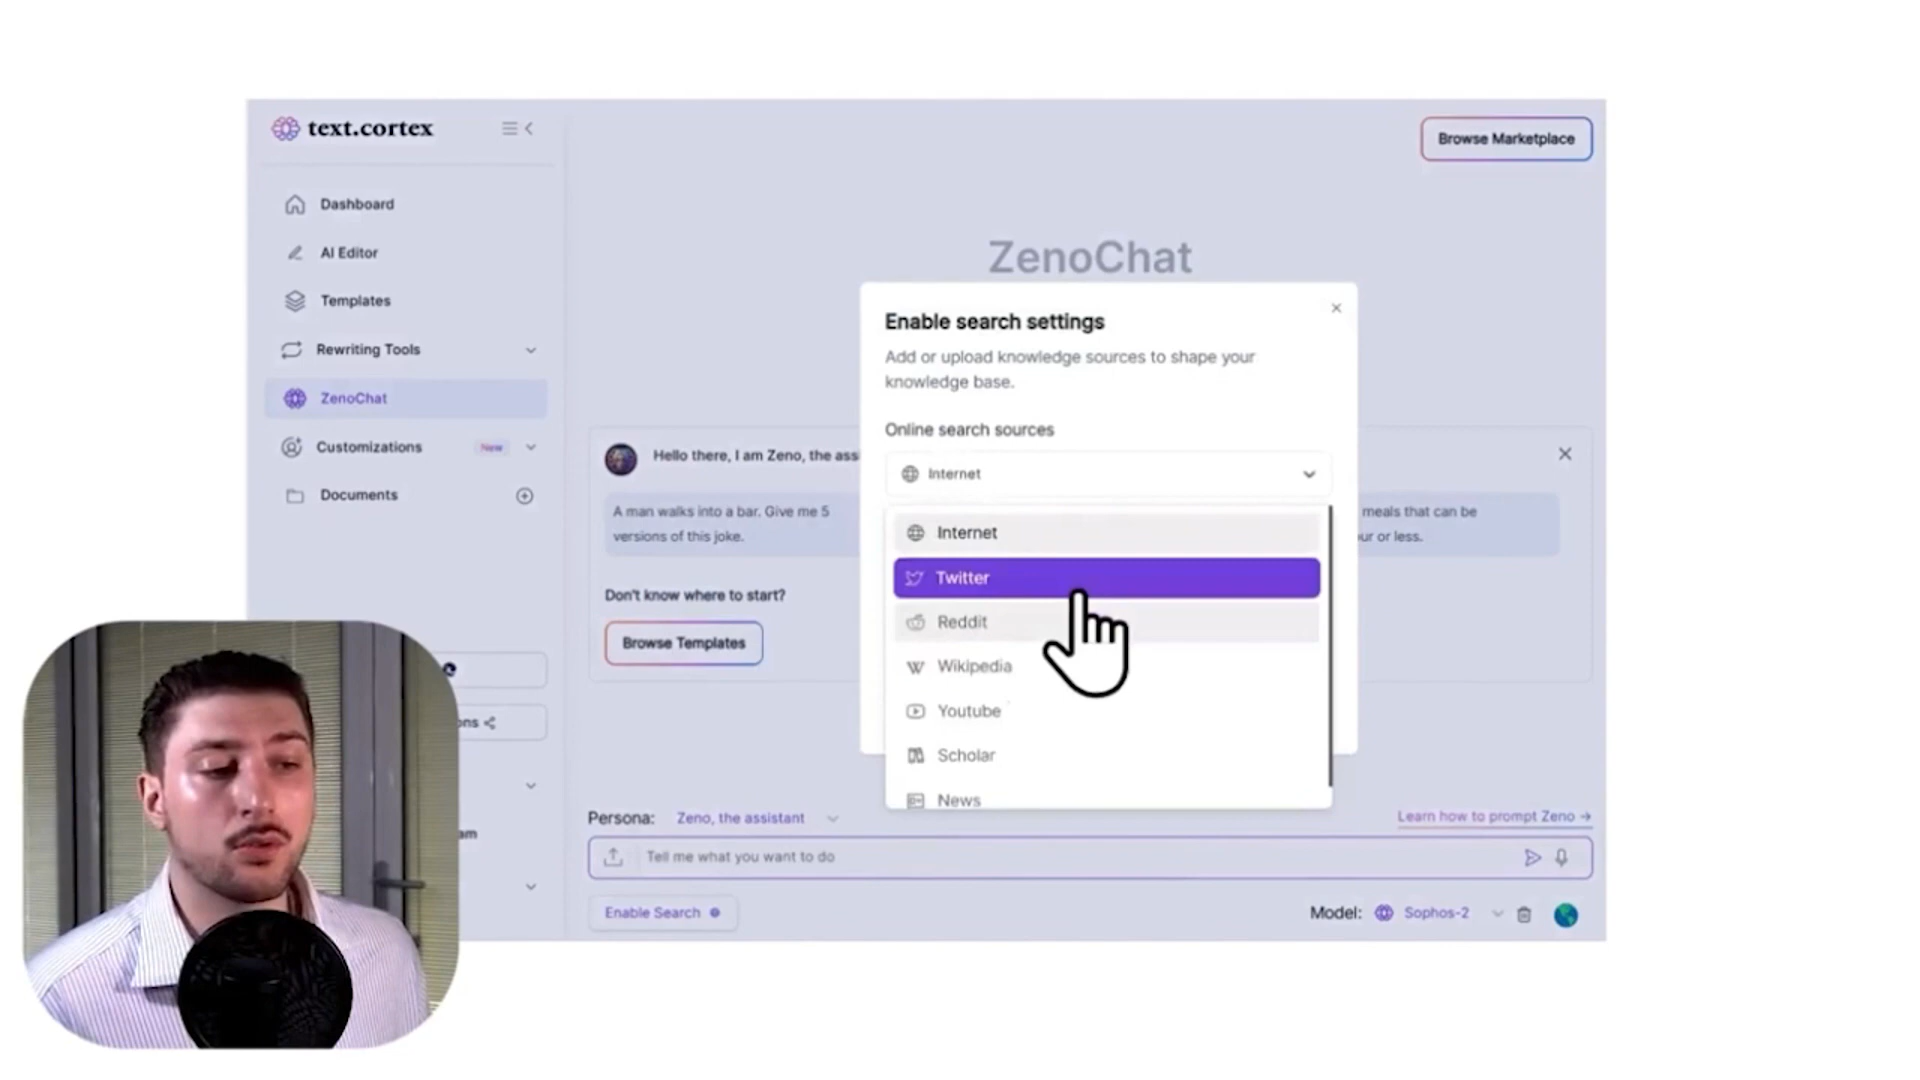 text.cortex
Browse Marketplace
Dashboard
AI Editor
Templates
Rewriting Tools
ZenoChat
Customizations New
Documents
ZenoChat
Enable search settings
Add or upload knowledge sources to shape your
knowledge base.
Online search sources
Internet
Internet
Twitter
Reddit
Wikipedia
Youtube
Scholar
News
Hello there, I am Zeno, the ass
A man walks into a bar. Give me 5
versions of this joke.
meals that can be
ur or less.
Don't know where to start?
Browse Templates
ons
am
Persona: Zeno, the assistant
Learn how to prompt Zeno →
Tell me what you want to do
Enable Search
Model: Sophos-2